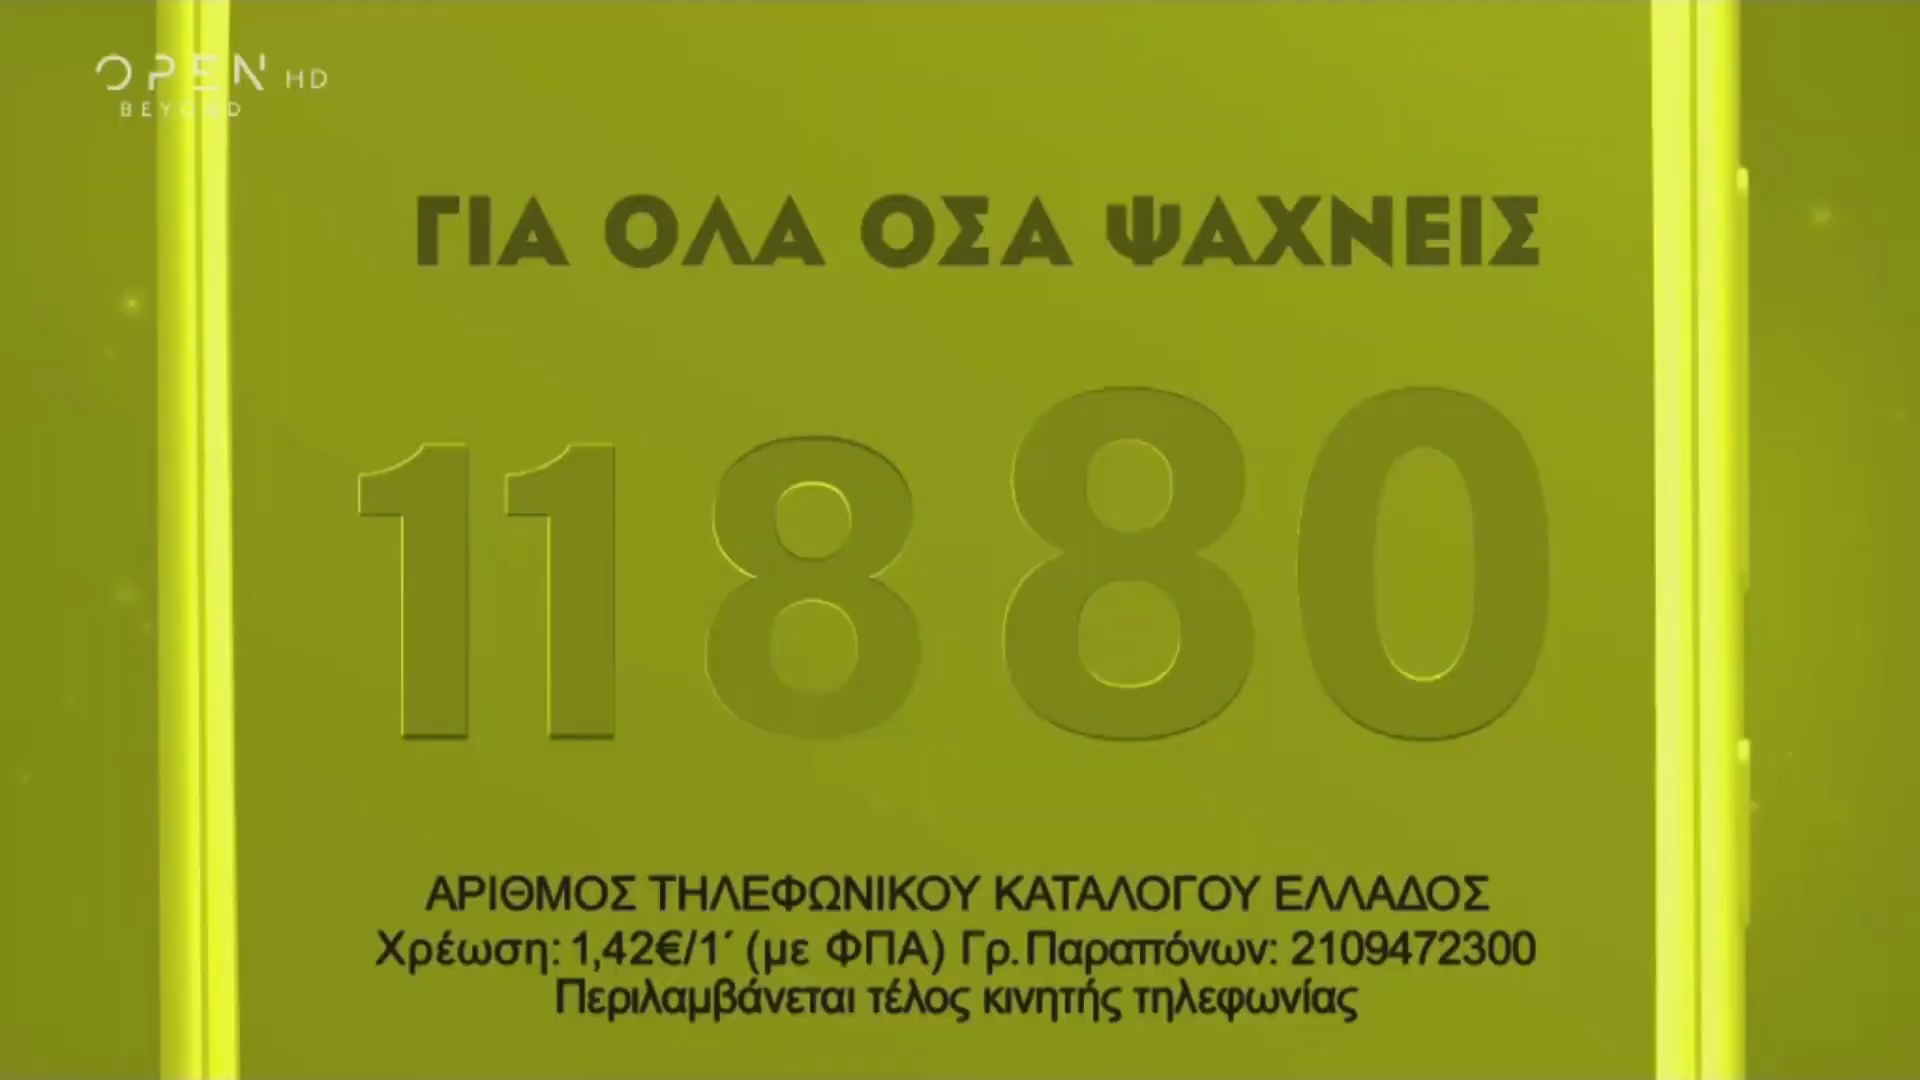 OPEN HD
BEYOND
ΓΙΑ ΟΛΑ ΟΣΑ ΨΑΧΝΕΙΣ
11880
ΑΡΙΘΜΟΣ ΤΗΛΕΦΩΝΙΚΟΥ ΚΑΤΑΛΟΓΟΥ ΕΛΛΑΔΟΣ
Χρέωση: 1,42€/1΄ (με ΦΠΑ) Γρ.Παραπόνων: 2109472300
Περιλαμβάνεται τέλος κινητής τηλεφωνίας